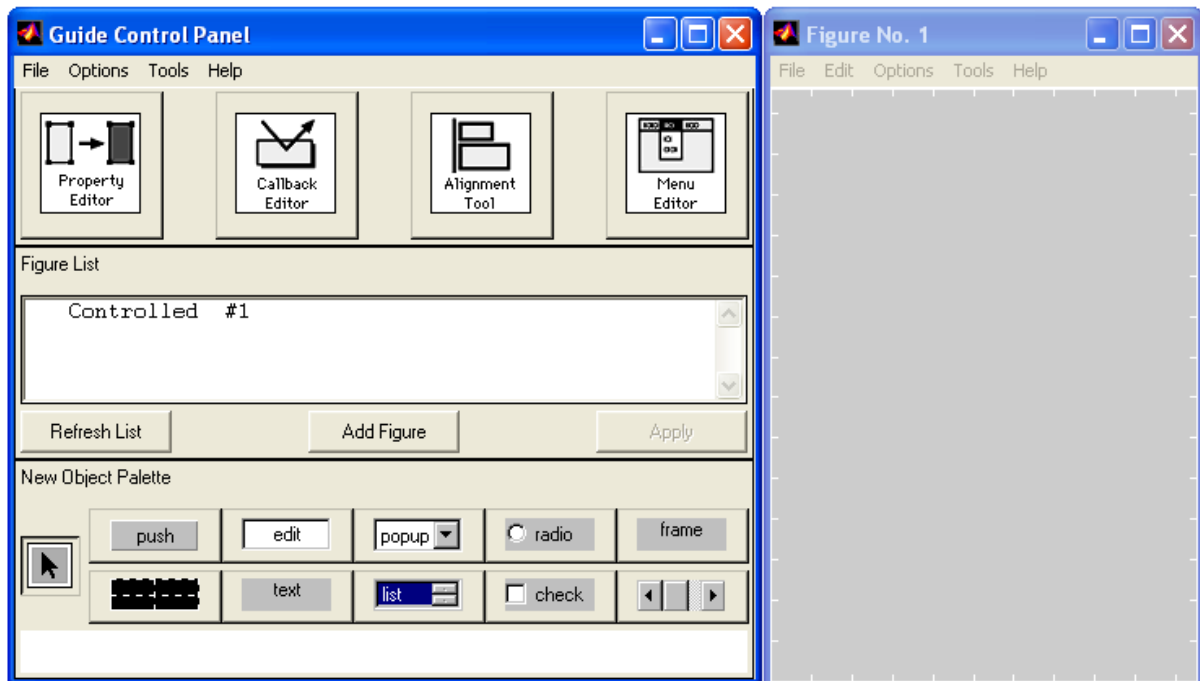 Guide Control Panel
File Options Tools Help
Property
Editor
Callback
Editor
Alignment
Tool
Menu
Editor
Figure List
Controlled #1
Refresh List
Add Figure
Apply
New Object Palette
push
edit
popup
radio
frame
text
list
check
Figure No. 1
File Edit Options Tools Help